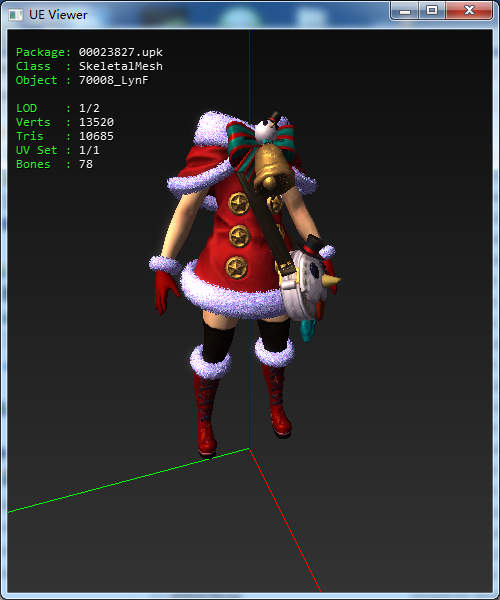 UE Viewer
Package: 00023827.upk
Class  : SkeletalMesh
Object : 70008_LynF
LOD    : 1/2
Verts  : 13520
Tris   : 10685
UV Set : 1/1
Bones  : 78